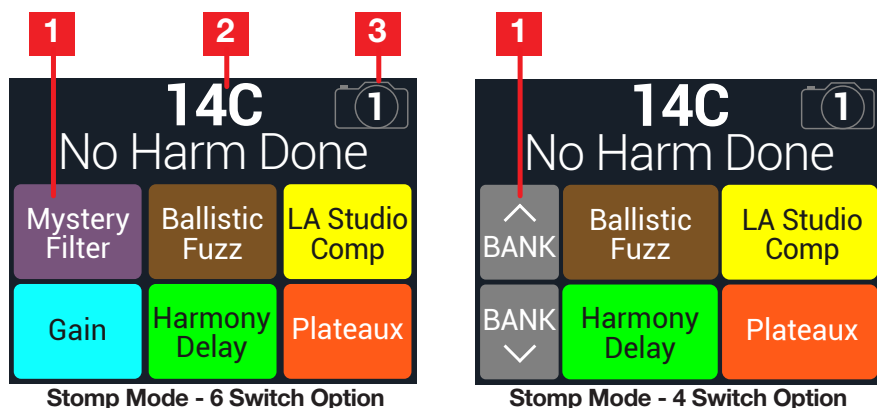 1
2
3
14C
1
No Harm Done
Mystery
Filter
Ballistic
Fuzz
LA Studio
Comp
Gain
Harmony
Delay
Plateaux
Stomp Mode - 6 Switch Option
1
14C
1
No Harm Done
BANK
Ballistic
Fuzz
LA Studio
Comp
BANK
Harmony
Delay
Plateaux
Stomp Mode - 4 Switch Option